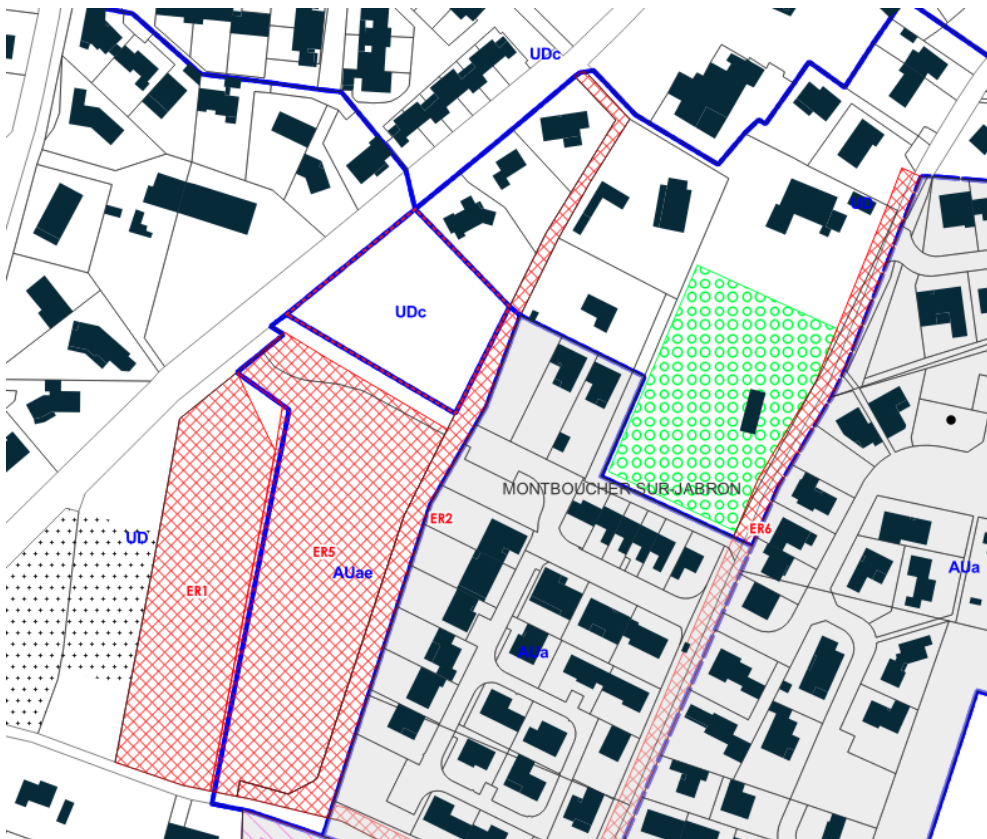 UDc
UD
UDc
MONTBOUCHER-SUR-JABRON
ER2
ER6
UD
ER5
AUae
AUa
ER1
AUa